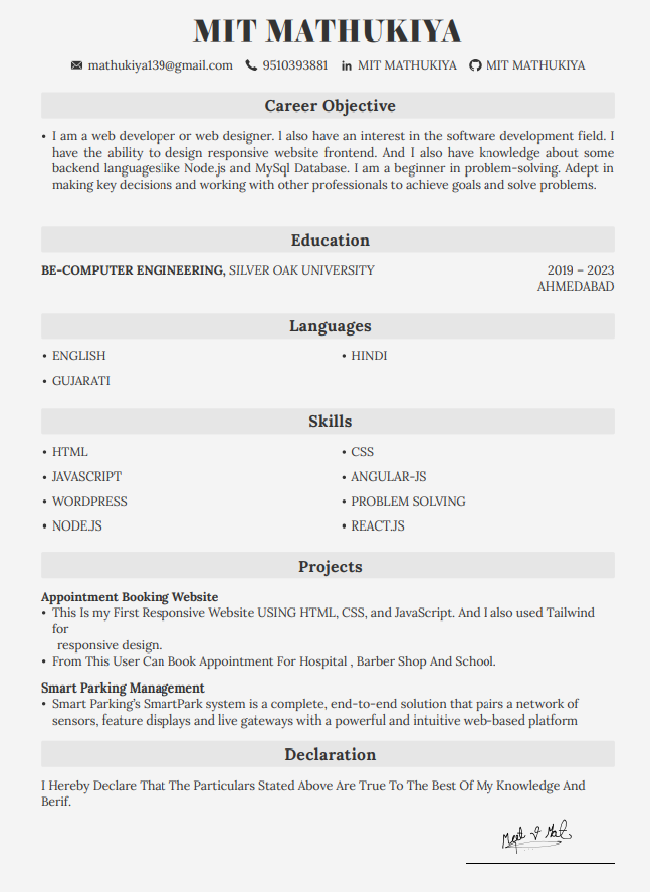 MIT MATHUKIYA
mathukiya139@gmail.com 9510393881 MIT MATHUKIYA MIT MATHUKIYA
Career Objective
• I am a web developer or web designer. I also have an interest in the software development field. I
have the ability to design responsive website frontend. And I also have knowledge about some
backend languageslike Node.js and MySql Database. I am a beginner in problem-solving. Adept in
making key decisions and working with other professionals to achieve goals and solve problems.
Education
BE-COMPUTER ENGINEERING, SILVER OAK UNIVERSITY 2019 – 2023
AHMEDABAD
Languages
• ENGLISH • HINDI
• GUJARATI
Skills
• HTML • CSS
• JAVASCRIPT • ANGULAR-JS
• WORDPRESS • PROBLEM SOLVING
• NODE.JS • REACT.JS
Projects
Appointment Booking Website
• This Is my First Responsive Website USING HTML, CSS, and JavaScript. And I also used Tailwind
for
responsive design.
• From This User Can Book Appointment For Hospital , Barber Shop And School.
Smart Parking Management
• Smart Parking's SmartPark system is a complete, end-to-end solution that pairs a network of
sensors, feature displays and live gateways with a powerful and intuitive web-based platform
Declaration
I Hereby Declare That The Particulars Stated Above Are True To The Best Of My Knowledge And
Berif.